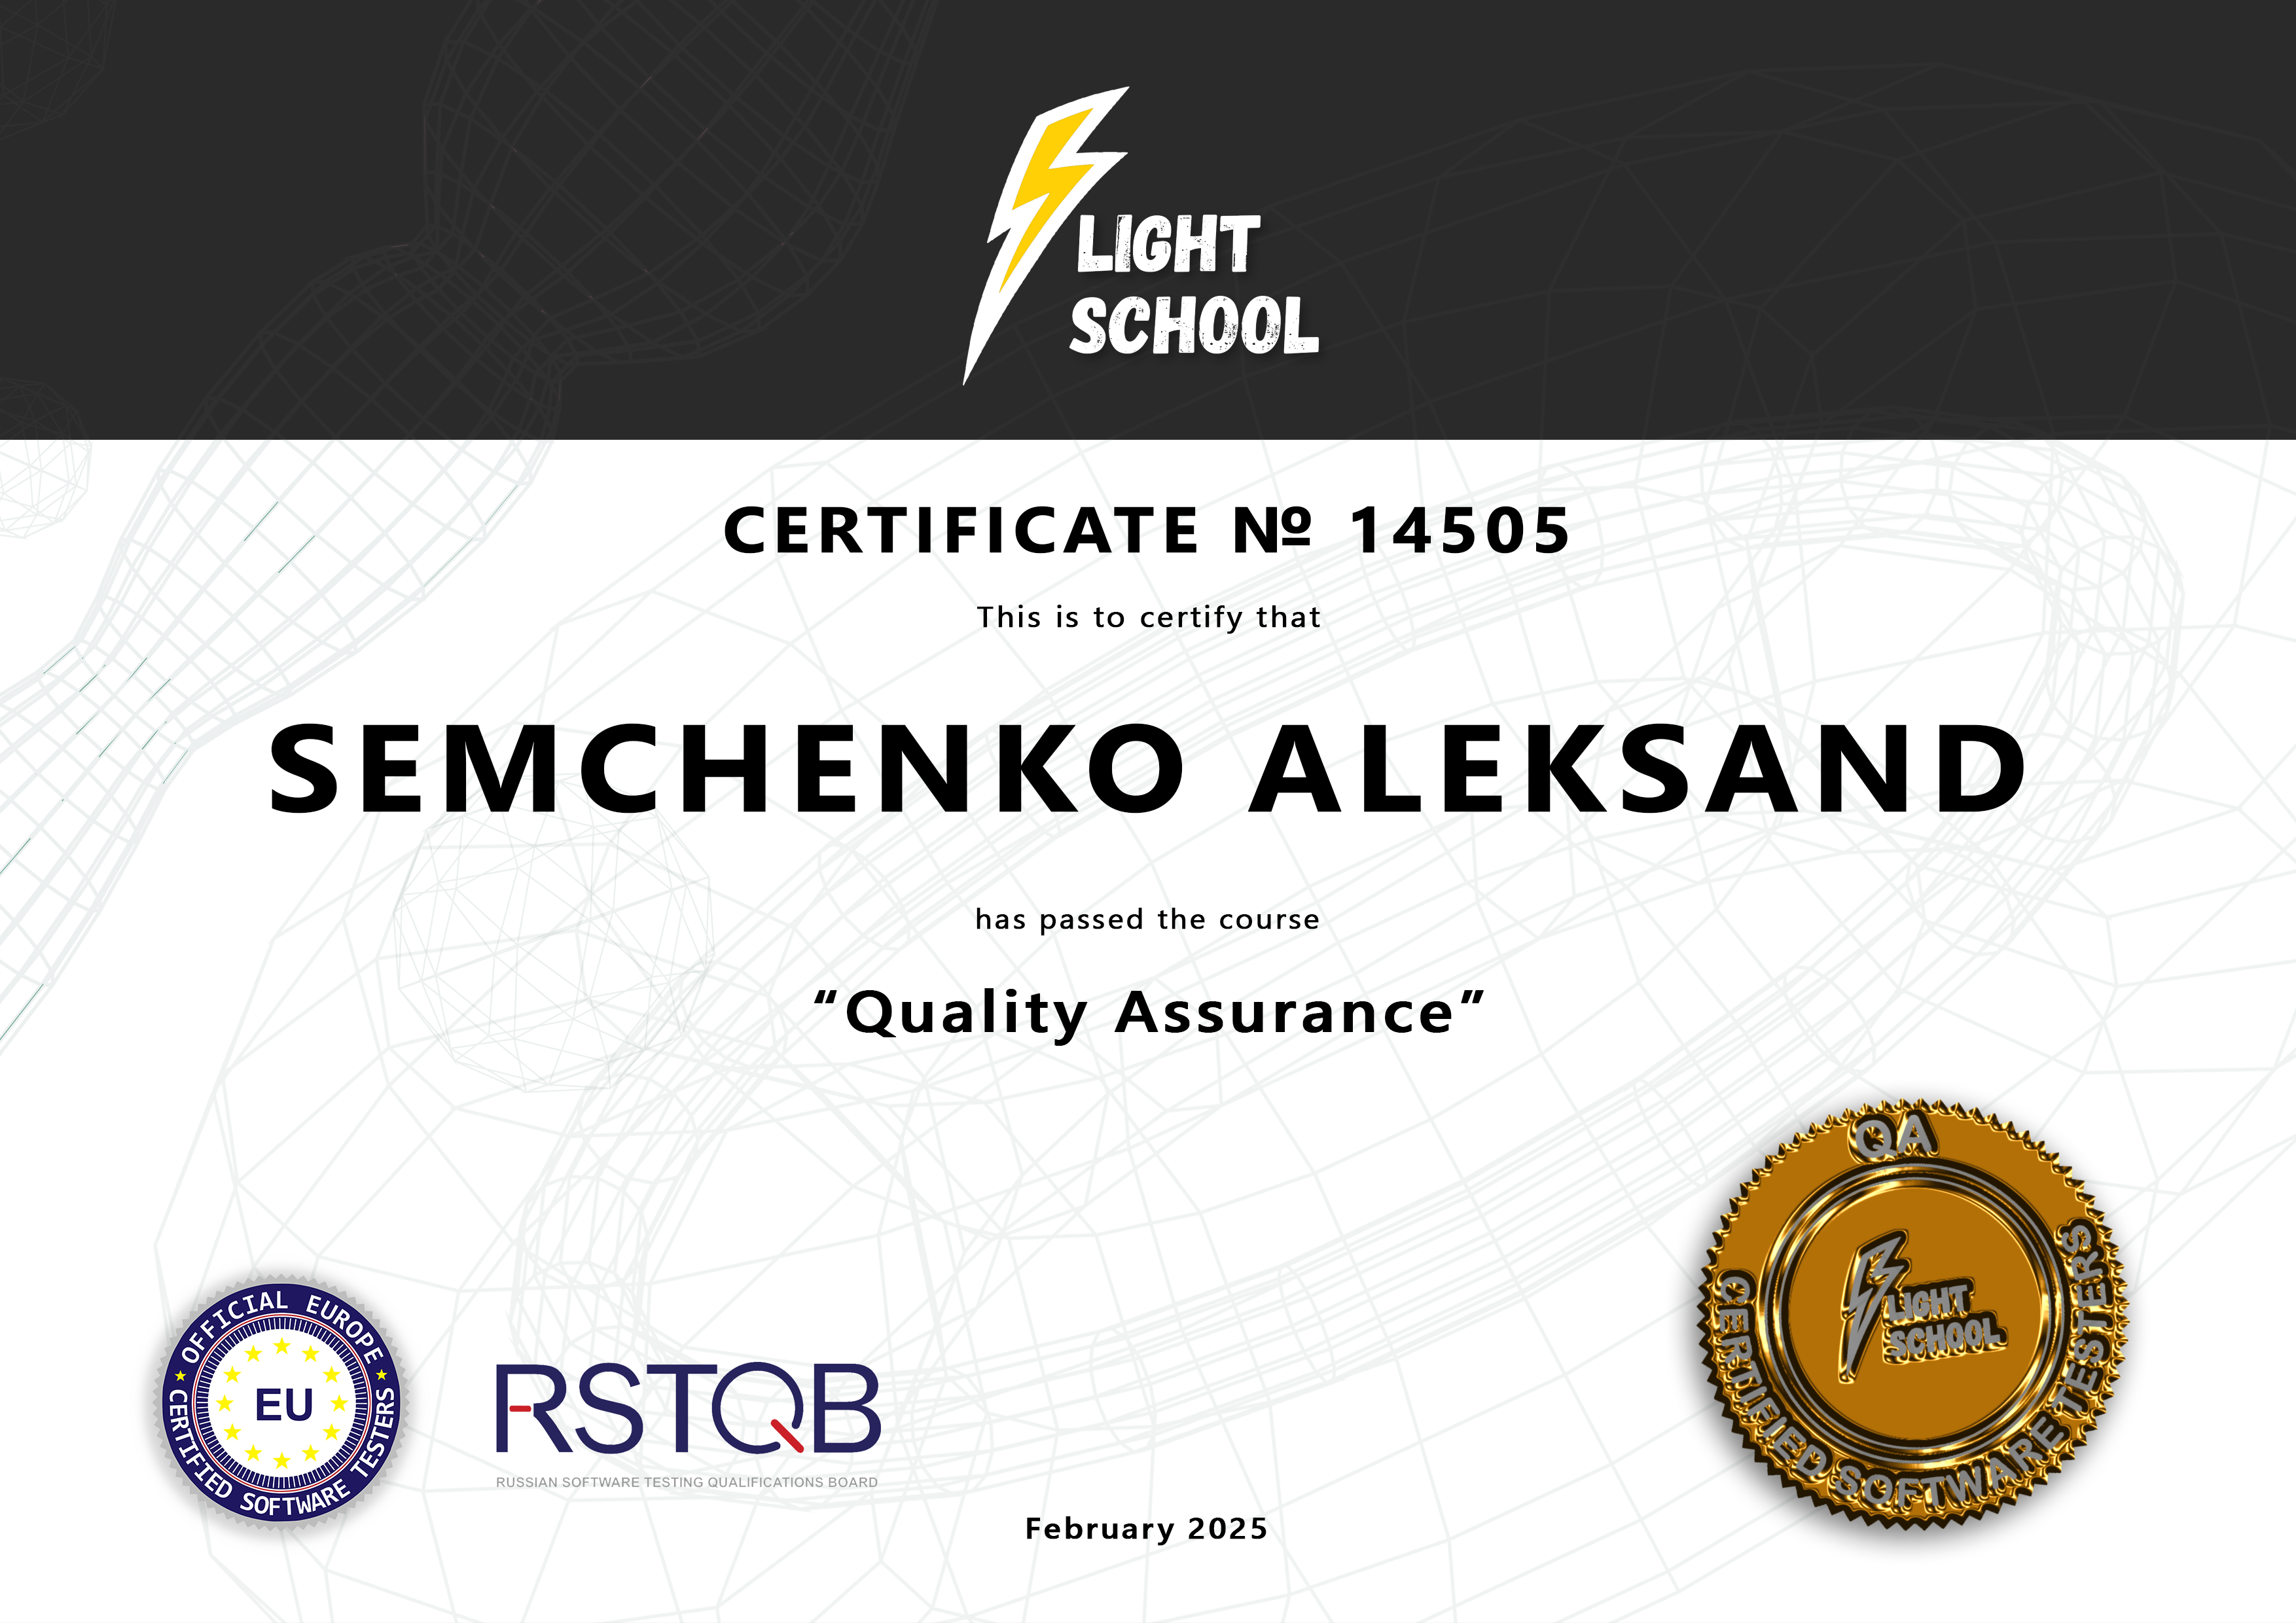 LIGHT
SCHOOL
CERTIFICATE № 14505
This is to certify that
SEMCHENKO ALEKSAND
has passed the course
“Quality Assurance”
QA
LIGHT
SCHOOL
CERTIFIED SOFTWARE TESTERS
OFFICIAL EUROPE
EU
CERTIFIED SOFTWARE TESTERS
RSTQB
RUSSIAN SOFTWARE TESTING QUALIFICATIONS BOARD
February 2025